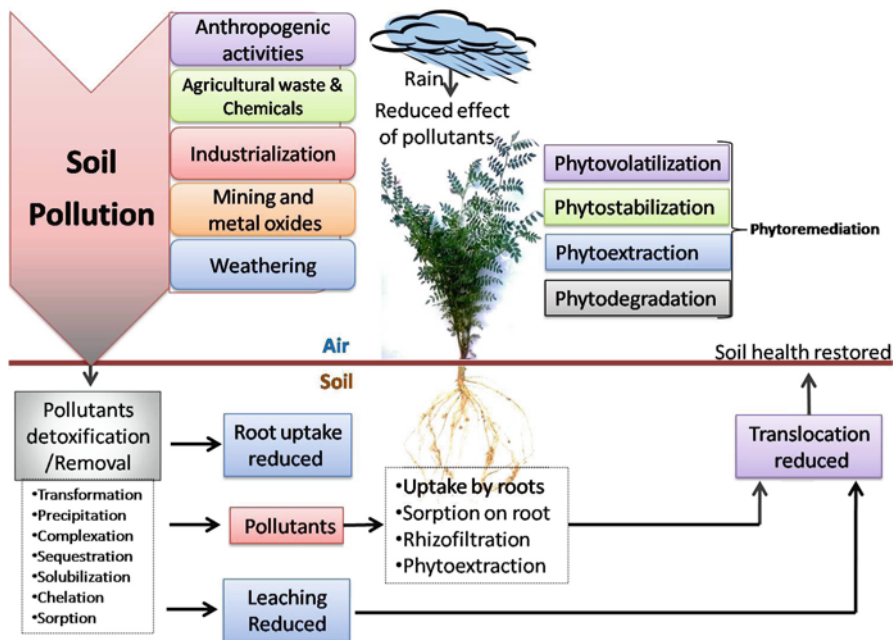 Soil
Pollution
Anthropogenic
activities
Agricultural waste &
Chemicals
Industrialization
Mining and
metal oxides
Weathering
Rain
Reduced effect
of pollutants
Phytovolatilization
Phytostabilization
Phytoextraction
Phytodegradation
Phytoremediation
Air
Soil
Soil health restored
Pollutants
detoxification
/Removal
•Transformation
•Precipitation
•Complexation
•Sequestration
•Solubilization
•Chelation
•Sorption
Root uptake
reduced
Pollutants
Leaching
Reduced
•Uptake by roots
•Sorption on root
•Rhizofiltration
•Phytoextraction
Translocation
reduced